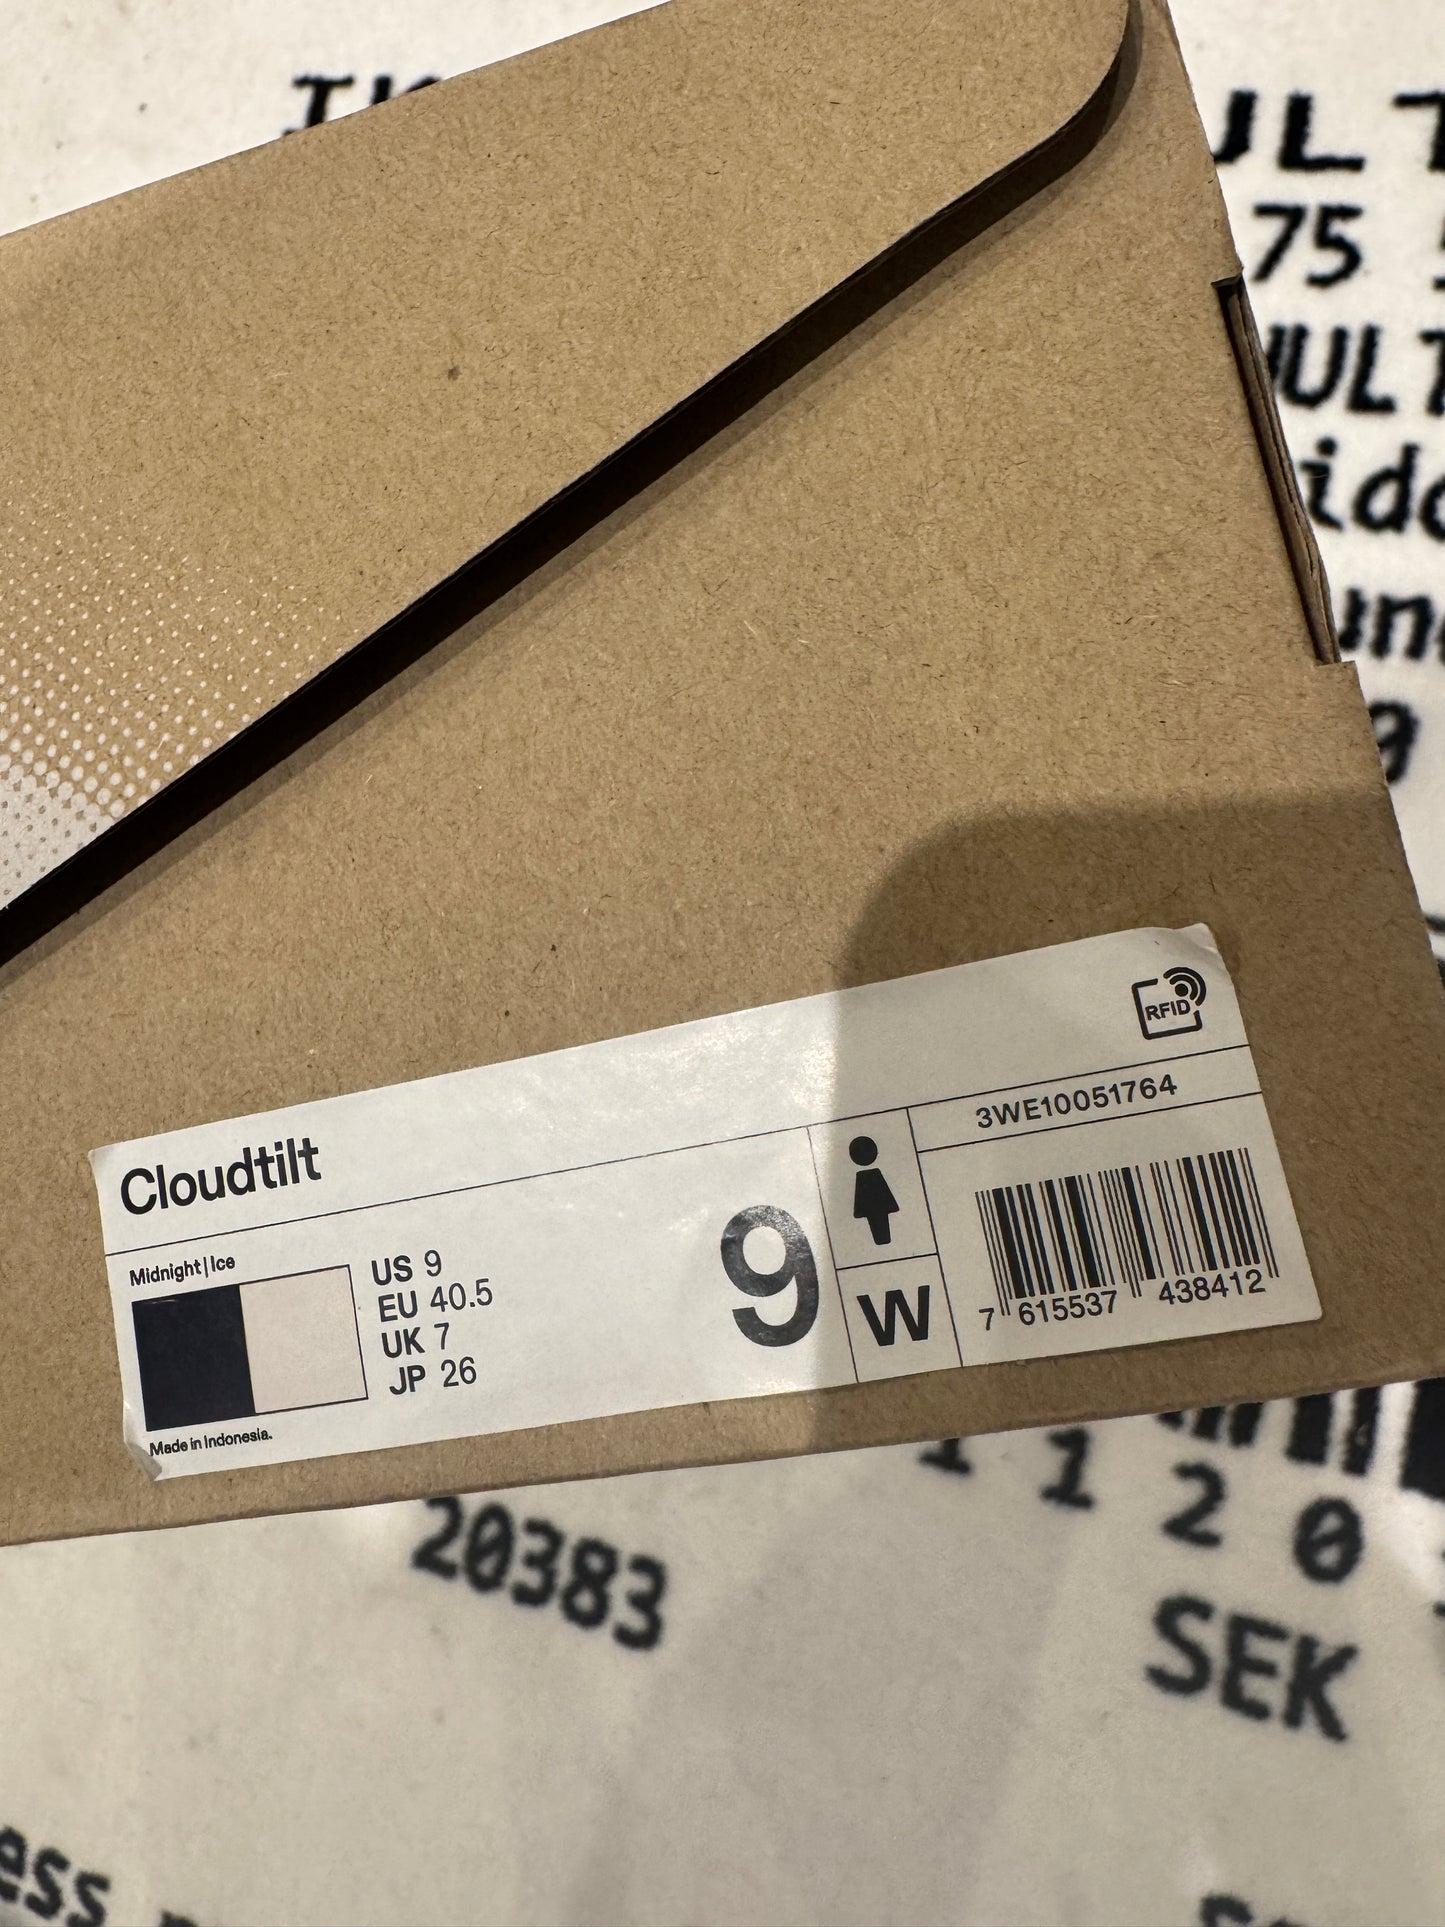 75
20383
1 1 2 0
SEK
RFID
Cloudtilt
3WE10051764
Midnight|Ice
US 9
EU 40.5
UK 7
JP 26
9
W
7 615537 438412
Made in Indonesia.